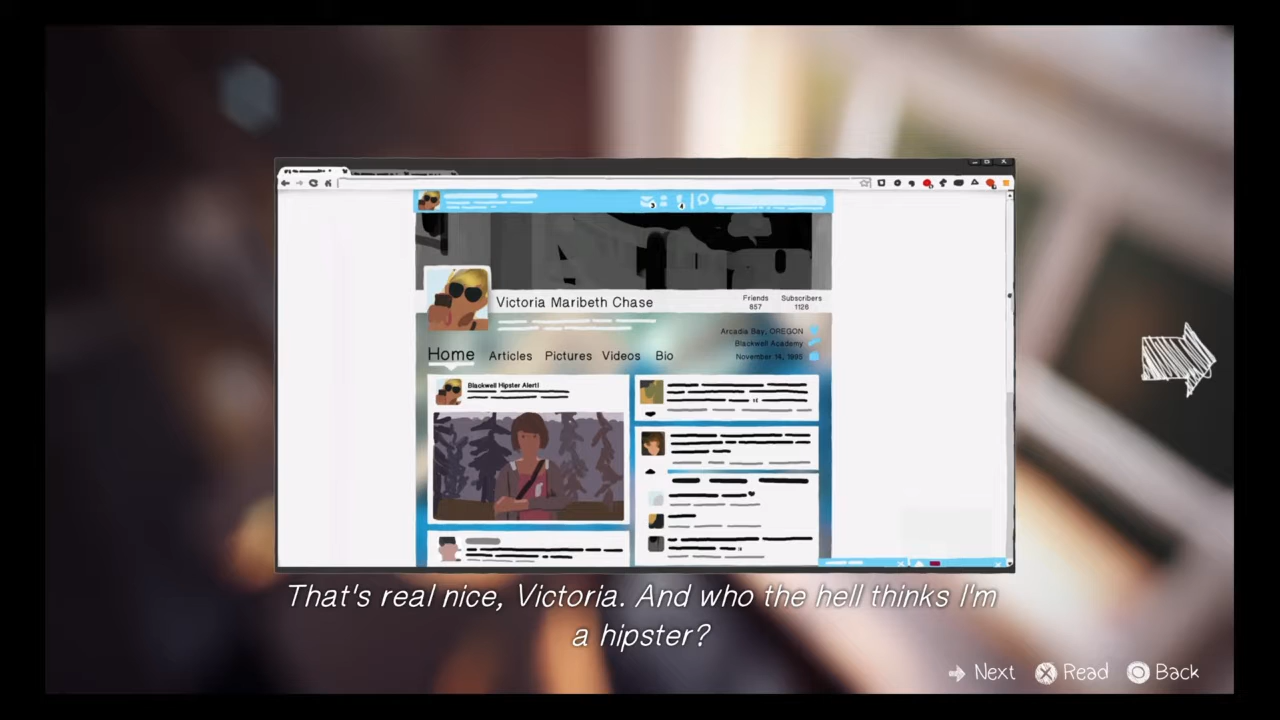 Victoria Maribeth Chase
Friends
657
Subscribers
1126
Arcadia Bay, OREGON
Blackwell Academy
November 14, 1995
Home Articles Pictures Videos Bio
Blackwell Hipster Alert!
That's real nice, Victoria. And who the hell thinks I'm
a hipster?
Next Read Back